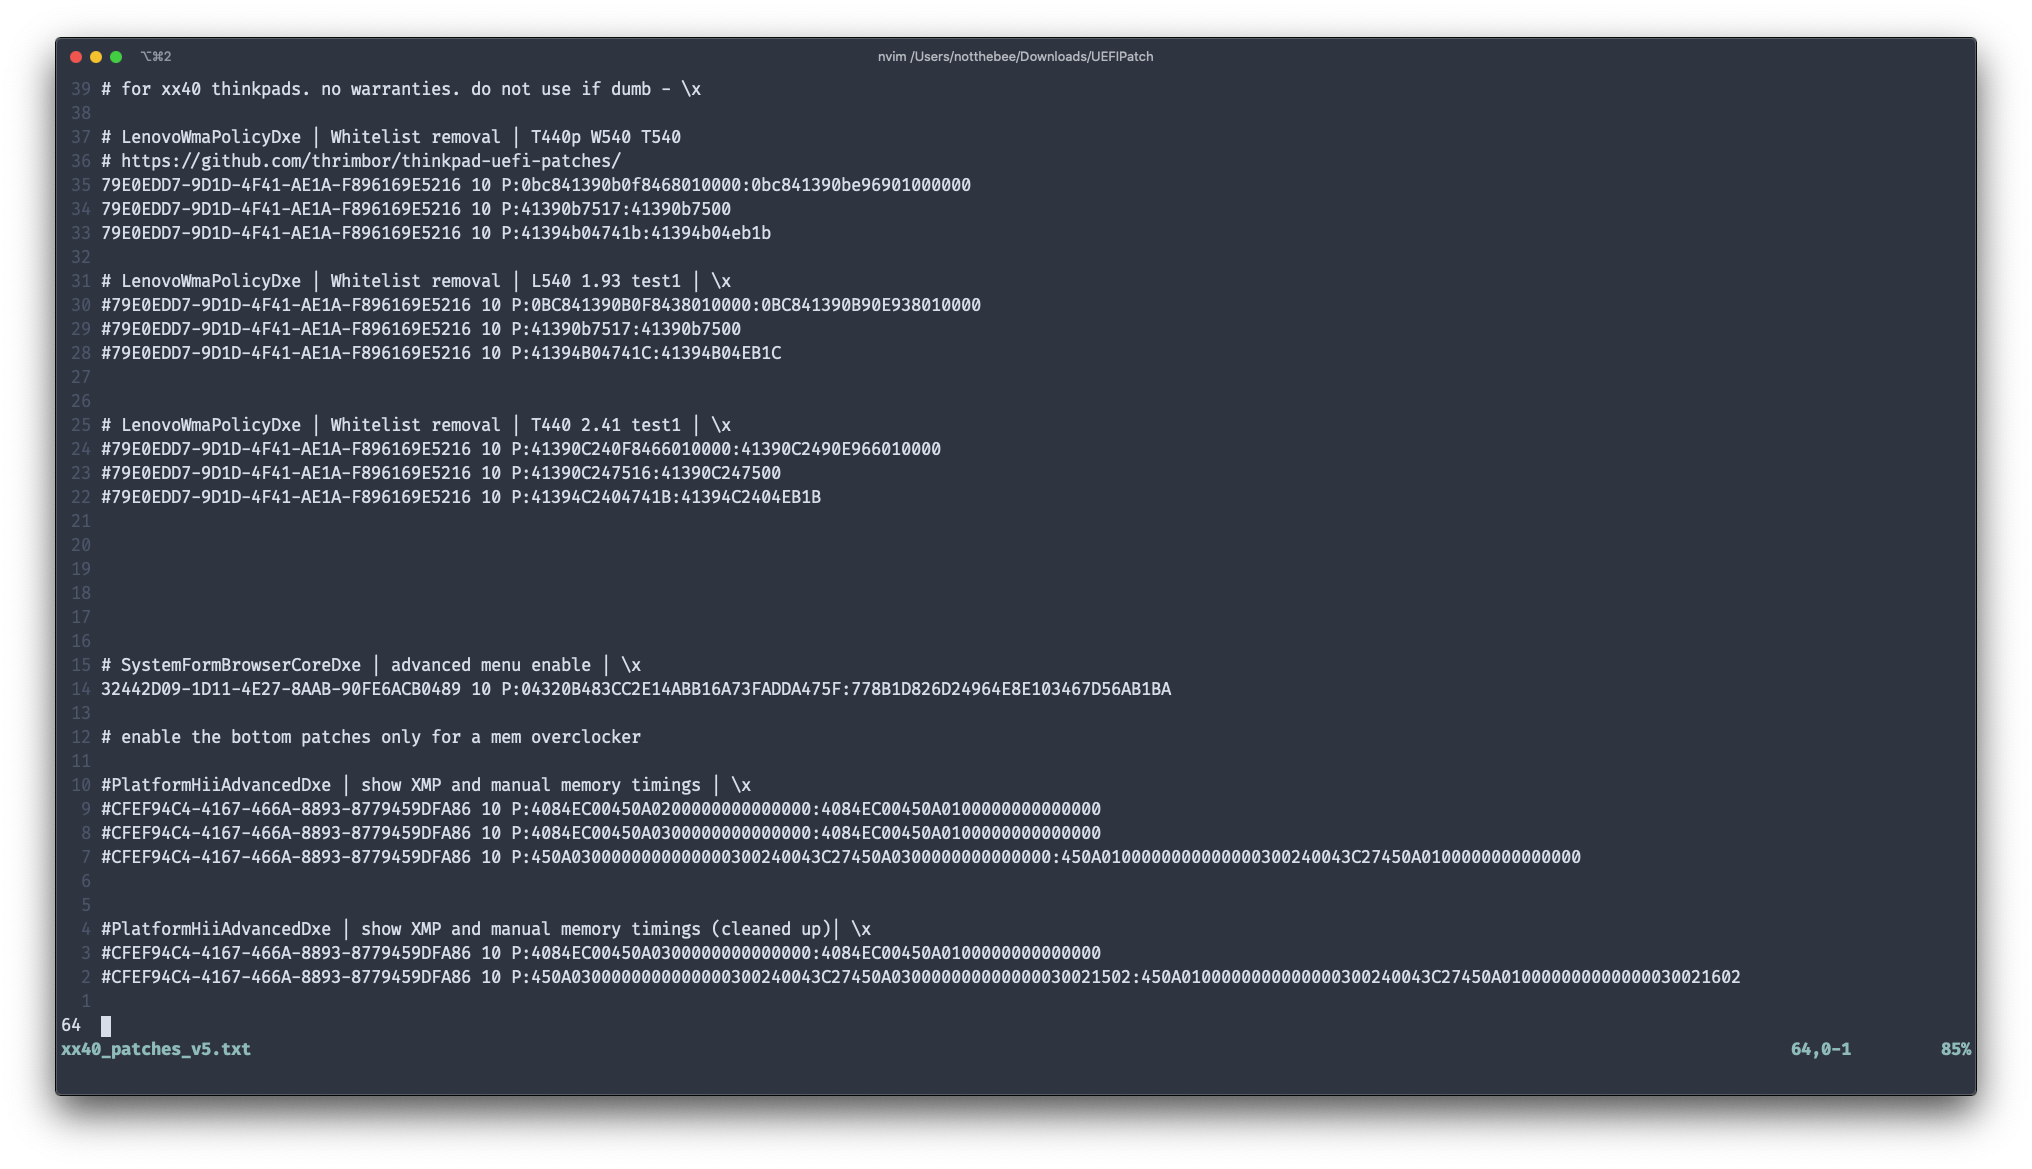 ⌥⌘2
nvim /Users/notthebee/Downloads/UEFIPatch
39 # for xx40 thinkpads. no warranties. do not use if dumb - \x
38
37 # LenovoWmaPolicyDxe | Whitelist removal | T440p W540 T540
36 # https://github.com/thrimbor/thinkpad-uefi-patches/
35 79E0EDD7-9D1D-4F41-AE1A-F896169E5216 10 P:0bc841390b0f8468010000:0bc841390be96901000000
34 79E0EDD7-9D1D-4F41-AE1A-F896169E5216 10 P:41390b7517:41390b7500
33 79E0EDD7-9D1D-4F41-AE1A-F896169E5216 10 P:41394b04741b:41394b04eb1b
32
31 # LenovoWmaPolicyDxe | Whitelist removal | L540 1.93 test1 | \x
30 #79E0EDD7-9D1D-4F41-AE1A-F896169E5216 10 P:0BC841390B0F8438010000:0BC841390B90E938010000
29 #79E0EDD7-9D1D-4F41-AE1A-F896169E5216 10 P:41390b7517:41390b7500
28 #79E0EDD7-9D1D-4F41-AE1A-F896169E5216 10 P:41394B04741C:41394B04EB1C
27
26
25 # LenovoWmaPolicyDxe | Whitelist removal | T440 2.41 test1 | \x
24 #79E0EDD7-9D1D-4F41-AE1A-F896169E5216 10 P:41390C240F8466010000:41390C2490E966010000
23 #79E0EDD7-9D1D-4F41-AE1A-F896169E5216 10 P:41390C247516:41390C247500
22 #79E0EDD7-9D1D-4F41-AE1A-F896169E5216 10 P:41394C2404741B:41394C2404EB1B
21
20
19
18
17
16
15 # SystemFormBrowserCoreDxe | advanced menu enable | \x
14 32442D09-1D11-4E27-8AAB-90FE6ACB0489 10 P:04320B483CC2E14ABB16A73FADDA475F:778B1D826D24964E8E103467D56AB1BA
13
12 # enable the bottom patches only for a mem overclocker
11
10 #PlatformHiiAdvancedDxe | show XMP and manual memory timings | \x
9 #CFEF94C4-4167-466A-8893-8779459DFA86 10 P:4084EC00450A0200000000000000:4084EC00450A0100000000000000
8 #CFEF94C4-4167-466A-8893-8779459DFA86 10 P:4084EC00450A0300000000000000:4084EC00450A0100000000000000
7 #CFEF94C4-4167-466A-8893-8779459DFA86 10 P:450A03000000000000000300240043C27450A0300000000000000:450A01000000000000000300240043C27450A0100000000000000
6
5
4 #PlatformHiiAdvancedDxe | show XMP and manual memory timings (cleaned up)| \x
3 #CFEF94C4-4167-466A-8893-8779459DFA86 10 P:4084EC00450A0300000000000000:4084EC00450A0100000000000000
2 #CFEF94C4-4167-466A-8893-8779459DFA86 10 P:450A03000000000000000300240043C27450A030000000000000030021502:450A01000000000000000300240043C27450A010000000000000030021602
1
64
xx40_patches_v5.txt 64,0-1 85%